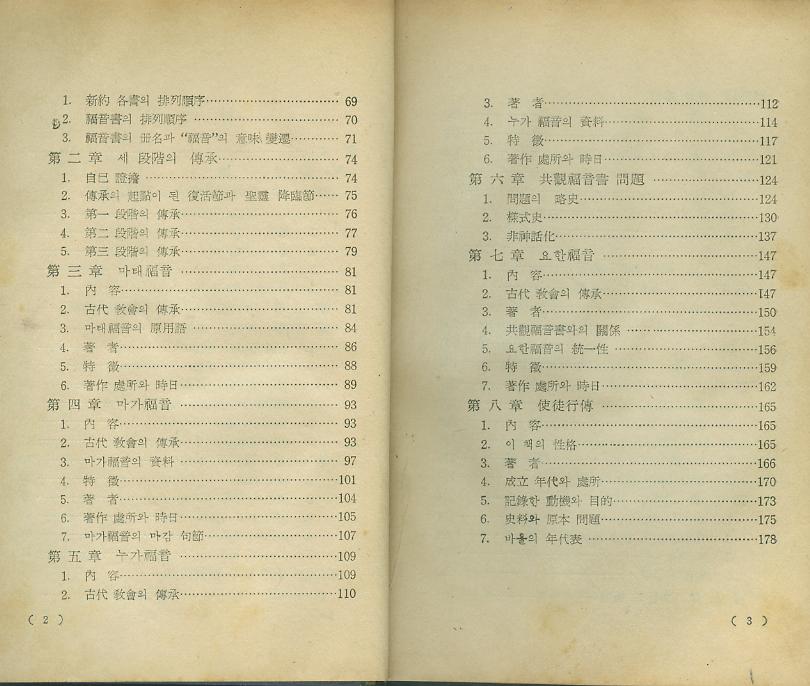 1. 新約 各書의 排列順序 69
2. 福音書의 排列順序 70
3. 福音書의 册名과 “福音”의 意味 變遷 71
第 二 章 세 段階의 傳承 74
1. 自己 證擔 74
2. 傳承의 起點이 된 復活節과 聖靈 降臨節 75
3. 第一 段階의 傳承 76
4. 第二 段階의 傳承 77
5. 第三 段階의 傳承 79
第 三 章 마태福音 81
1. 內 容 81
2. 古代 敎會의 傳承 81
3. 마태福音의 原用語 84
4. 著 者 86
5. 特 徵 88
6. 著作 處所와 時日 89
第 四 章 마가福音 93
1. 內 容 93
2. 古代 敎會의 傳承 93
3. 마가福音의 資料 97
4. 特 徵 101
5. 著 者 104
6. 著作 處所와 時日 105
7. 마가福音의 마감 句節 107
第 五 章 누가福音 109
1. 內 容 109
2. 古代 敎會의 傳承 110
( 2 )
3. 著 者 112
4. 누가 福音의 資料 114
5. 特 徵 117
6. 著作 處所와 時日 121
第 六 章 共觀福音書 問題 124
1. 問題의 略史 124
2. 樣式史 130
3. 非神話化 137
第 七 章 요한福音 147
1. 內 容 147
2. 古代 敎會의 傳承 147
3. 著 者 150
4. 共觀福音書와의 關係 154
5. 요한福音의 統一性 156
6. 特 徵 159
7. 著作 處所와 時日 162
第 八 章 使徒行傳 165
1. 內 容 165
2. 이 책의 性格 165
3. 著 者 166
4. 成立 年代와 處所 170
5. 記錄한 動機와 目的 173
6. 史料와 原本 問題 175
7. 바울의 年代表 178
( 3 )